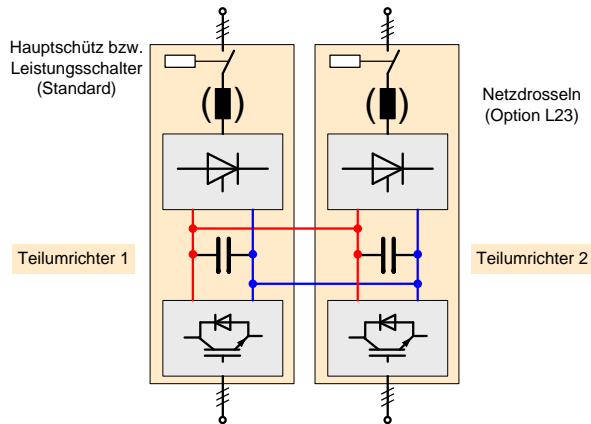 Hauptschütz bzw.
Leistungsschalter
(Standard)
Netzdrosseln
(Option L23)
Teilumrichter 1
Teilumrichter 2